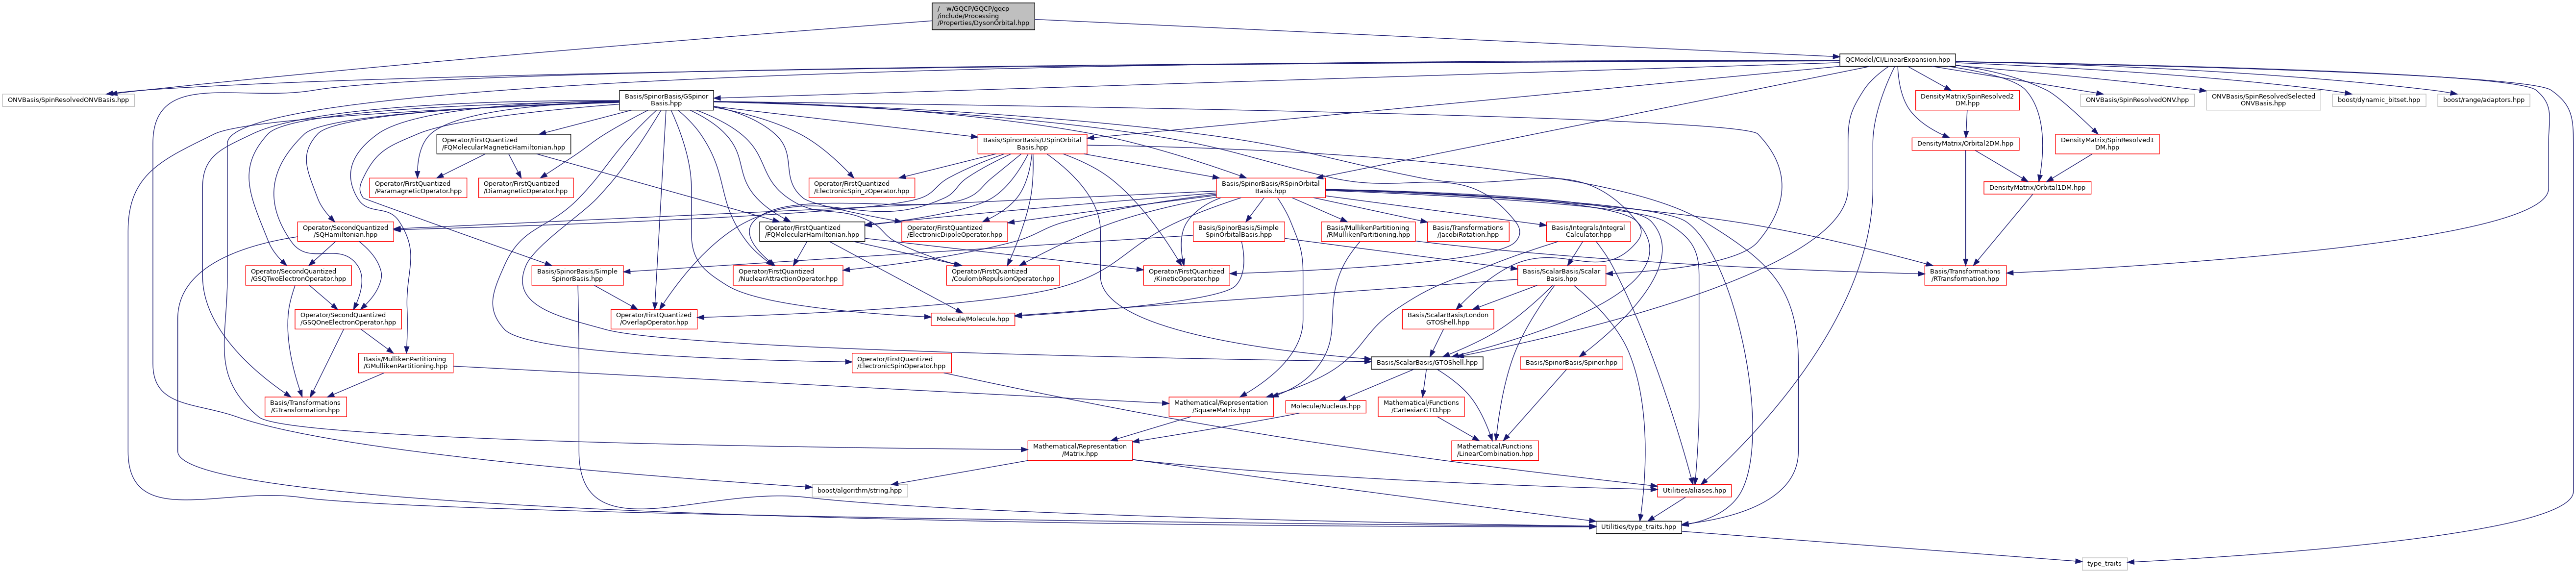 /__w/GQCP/GQCP/gqcp
/include/Processing
/Properties/DysonOrbital.hpp
QCModel/CI/LinearExpansion.hpp
ONVBasis/SpinResolvedONVBasis.hpp
Basis/SpinorBasis/GSpinor
Basis.hpp
DensityMatrix/SpinResolved2
DM.hpp
ONVBasis/SpinResolvedONV.hpp
ONVBasis/SpinResolvedSelected
ONVBasis.hpp
boost/dynamic_bitset.hpp
boost/range/adaptors.hpp
Operator/FirstQuantized
/FQMolecularMagneticHamiltonian.hpp
Basis/SpinorBasis/USpinOrbital
Basis.hpp
DensityMatrix/Orbital2DM.hpp
DensityMatrix/SpinResolved1
DM.hpp
Operator/FirstQuantized
/ParamagneticOperator.hpp
Operator/FirstQuantized
/DiamagneticOperator.hpp
Operator/FirstQuantized
/ElectronicSpin_zOperator.hpp
Basis/SpinorBasis/RSpinOrbital
Basis.hpp
DensityMatrix/Orbital1DM.hpp
Operator/SecondQuantized
/SQHamiltonian.hpp
Operator/FirstQuantized
/FQMolecularHamiltonian.hpp
Operator/FirstQuantized
/ElectronicDipoleOperator.hpp
Basis/SpinorBasis/Simple
SpinOrbitalBasis.hpp
Basis/MullikenPartitioning
/RMullikenPartitioning.hpp
Basis/Transformations
/JacobiRotation.hpp
Basis/Integrals/Integral
Calculator.hpp
Operator/SecondQuantized
/GSQTwoElectronOperator.hpp
Basis/SpinorBasis/Simple
SpinorBasis.hpp
Operator/FirstQuantized
/NuclearAttractionOperator.hpp
Operator/FirstQuantized
/CoulombRepulsionOperator.hpp
Operator/FirstQuantized
/KineticOperator.hpp
Basis/ScalarBasis/Scalar
Basis.hpp
Basis/Transformations
/RTransformation.hpp
Operator/SecondQuantized
/GSQOneElectronOperator.hpp
Operator/FirstQuantized
/OverlapOperator.hpp
Molecule/Molecule.hpp
Basis/ScalarBasis/London
GTOShell.hpp
Basis/MullikenPartitioning
/GMullikenPartitioning.hpp
Operator/FirstQuantized
/ElectronicSpinOperator.hpp
Basis/ScalarBasis/GTOShell.hpp
Basis/SpinorBasis/Spinor.hpp
Basis/Transformations
/GTransformation.hpp
Mathematical/Representation
/SquareMatrix.hpp
Molecule/Nucleus.hpp
Mathematical/Functions
/CartesianGTO.hpp
Mathematical/Representation
/Matrix.hpp
Mathematical/Functions
/LinearCombination.hpp
boost/algorithm/string.hpp
Utilities/aliases.hpp
Utilities/type_traits.hpp
type_traits